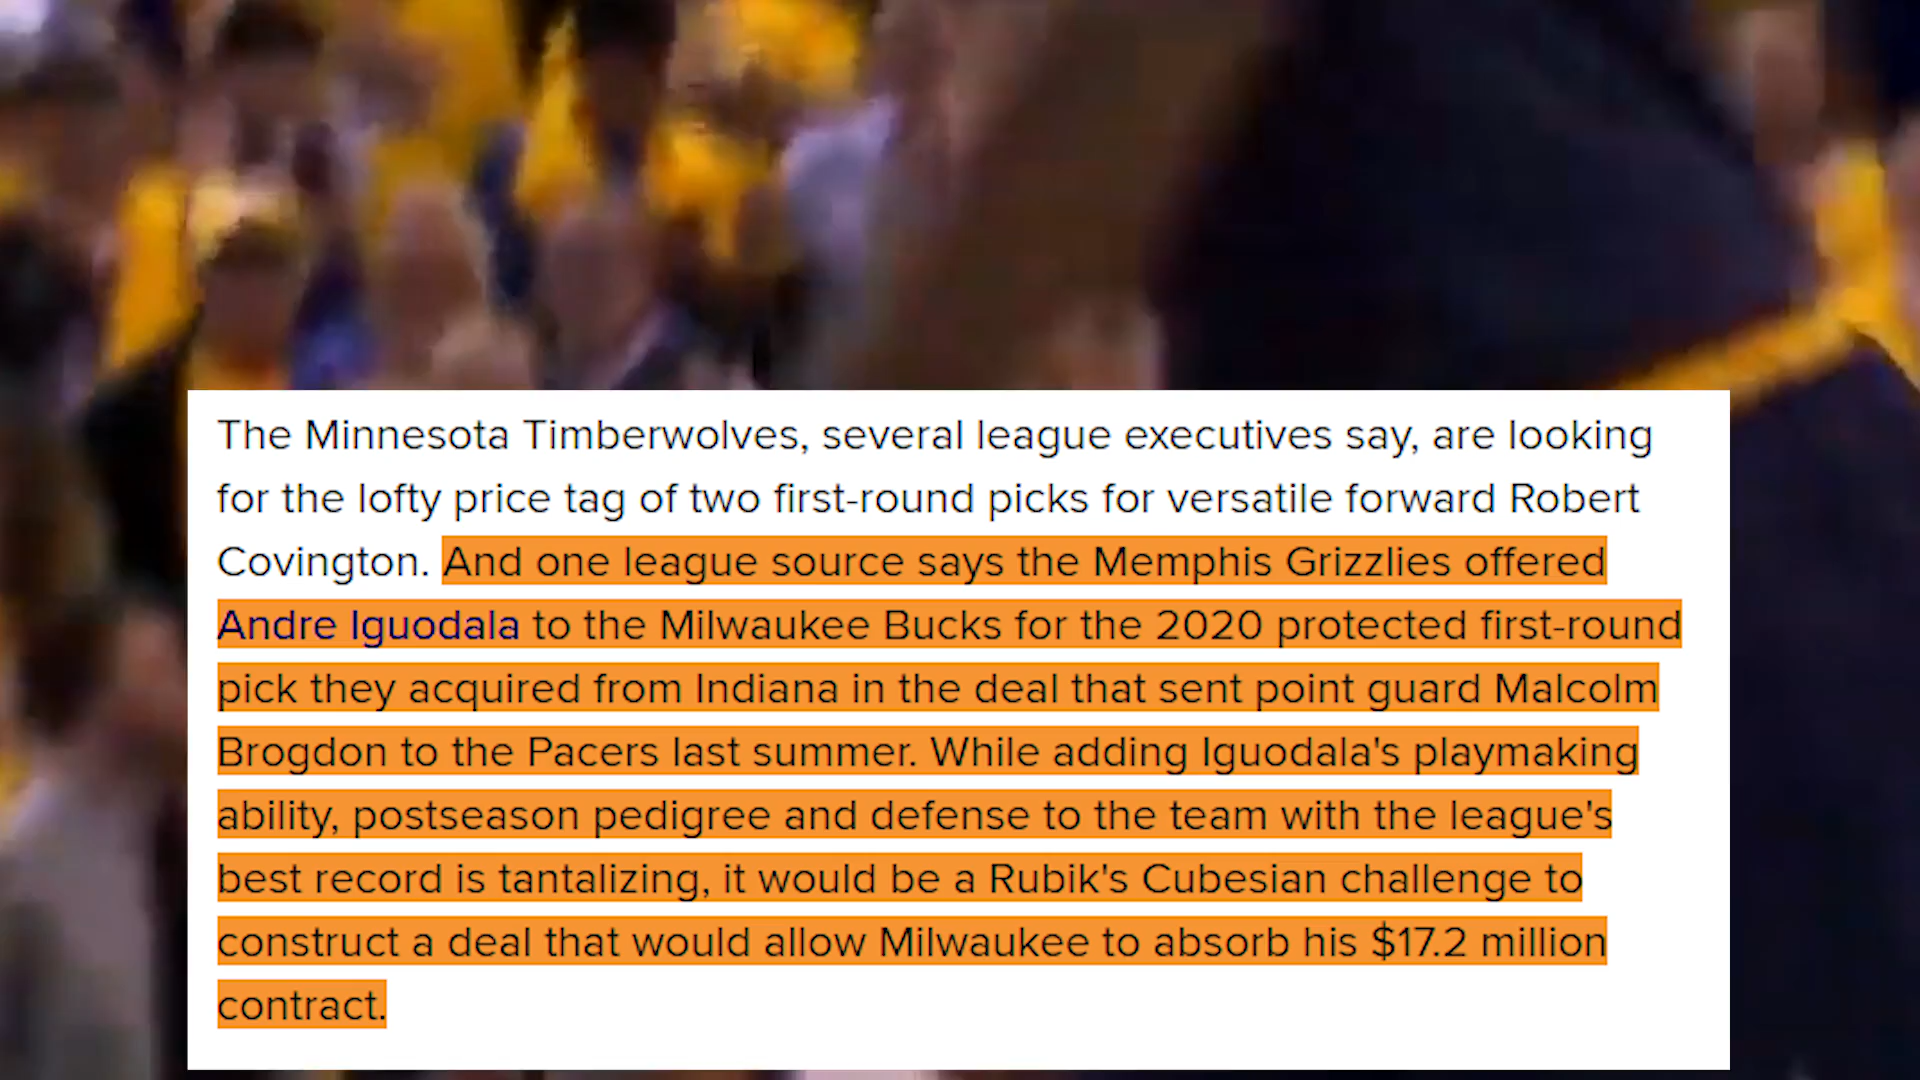 The Minnesota Timberwolves, several league executives say, are looking
for the lofty price tag of two first-round picks for versatile forward Robert
Covington. And one league source says the Memphis Grizzlies offered
Andre Iguodala to the Milwaukee Bucks for the 2020 protected first-round
pick they acquired from Indiana in the deal that sent point guard Malcolm
Brogdon to the Pacers last summer. While adding Iguodala's playmaking
ability, postseason pedigree and defense to the team with the league's
best record is tantalizing, it would be a Rubik's Cubesian challenge to
construct a deal that would allow Milwaukee to absorb his $17.2 million
contract.